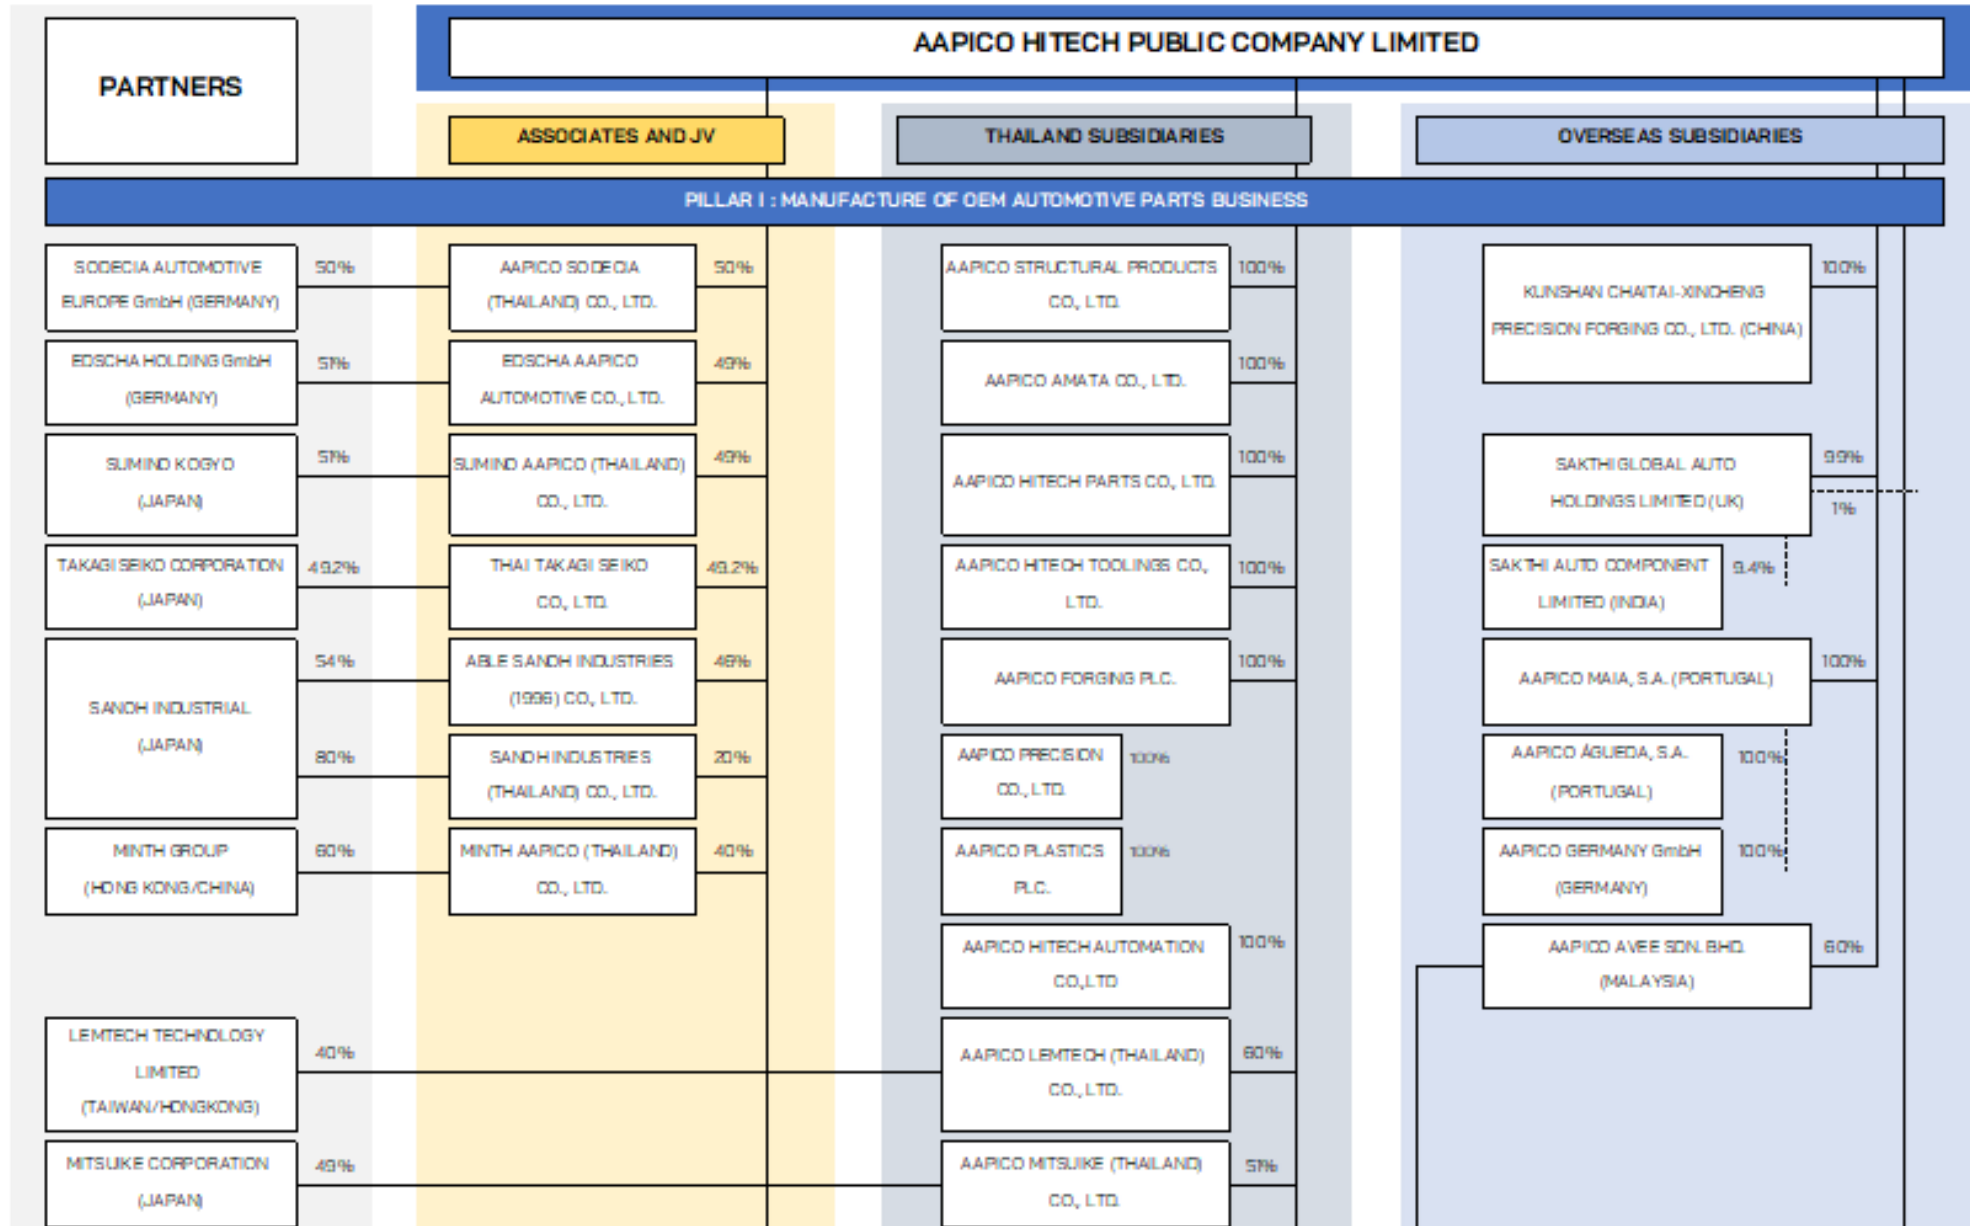 PARTNERS
AAPICO HITECH PUBLIC COMPANY LIMITED
ASSOCIATES AND JV
THAILAND SUBSIDIARIES
OVERSEAS SUBSIDIARIES
PILLAR I : MANUFACTURE OF OEM AUTOMOTIVE PARTS BUSINESS
SODECIA AUTOMOTIVE
EUROPE GmbH (GERMANY)
50%
AAPICO SODECIA
(THAILAND) CO., LTD.
50%
AAPICO STRUCTURAL PRODUCTS
CO., LTD.
100%
KUNSHAN CHAITAI-XINCHENG
PRECISION FORGING CO., LTD. (CHINA)
100%
EDSCHA HOLDING GmbH
(GERMANY)
51%
EDSCHA AAPICO
AUTOMOTIVE CO., LTD.
49%
AAPICO AMATA CO., LTD.
100%
SUMINO KOGYO
(JAPAN)
51%
SUMINO AAPICO (THAILAND)
CO., LTD.
49%
AAPICO HITECH PARTS CO., LTD.
100%
SAKTHI GLOBAL AUTO
HOLDINGS LIMITED (UK)
99%
1%
TAKAGI SEIKO CORPORATION
(JAPAN)
49.2%
THAI TAKAGI SEIKO
CO., LTD.
49.2%
AAPICO HITECH TOOLINGS CO.,
LTD.
100%
SAKTHI AUTO COMPONENT
LIMITED (INDIA)
9.4%
SANOH INDUSTRIAL
(JAPAN)
54%
ABLE SANOH INDUSTRIES
(1996) CO., LTD.
46%
AAPICO FORGING PLC.
100%
AAPICO MAIA, S.A. (PORTUGAL)
100%
80%
SANOH INDUSTRIES
(THAILAND) CO., LTD.
20%
AAPICO PRECISION
CO., LTD.
100%
AAPICO ÁGUEDA, S.A.
(PORTUGAL)
100%
MINTH GROUP
(HONG KONG/CHINA)
60%
MINTH AAPICO (THAILAND)
CO., LTD.
40%
AAPICO PLASTICS
PLC.
100%
AAPICO GERMANY GmbH
(GERMANY)
100%
AAPICO HITECH AUTOMATION
CO.,LTD
100%
AAPICO AVEE SDN. BHD.
(MALAYSIA)
60%
LEMTECH TECHNOLOGY
LIMITED
(TAIWAN/HONGKONG)
40%
AAPICO LEMTECH (THAILAND)
CO., LTD.
60%
MITSUIKE CORPORATION
(JAPAN)
49%
AAPICO MITSUIKE (THAILAND)
CO., LTD.
51%